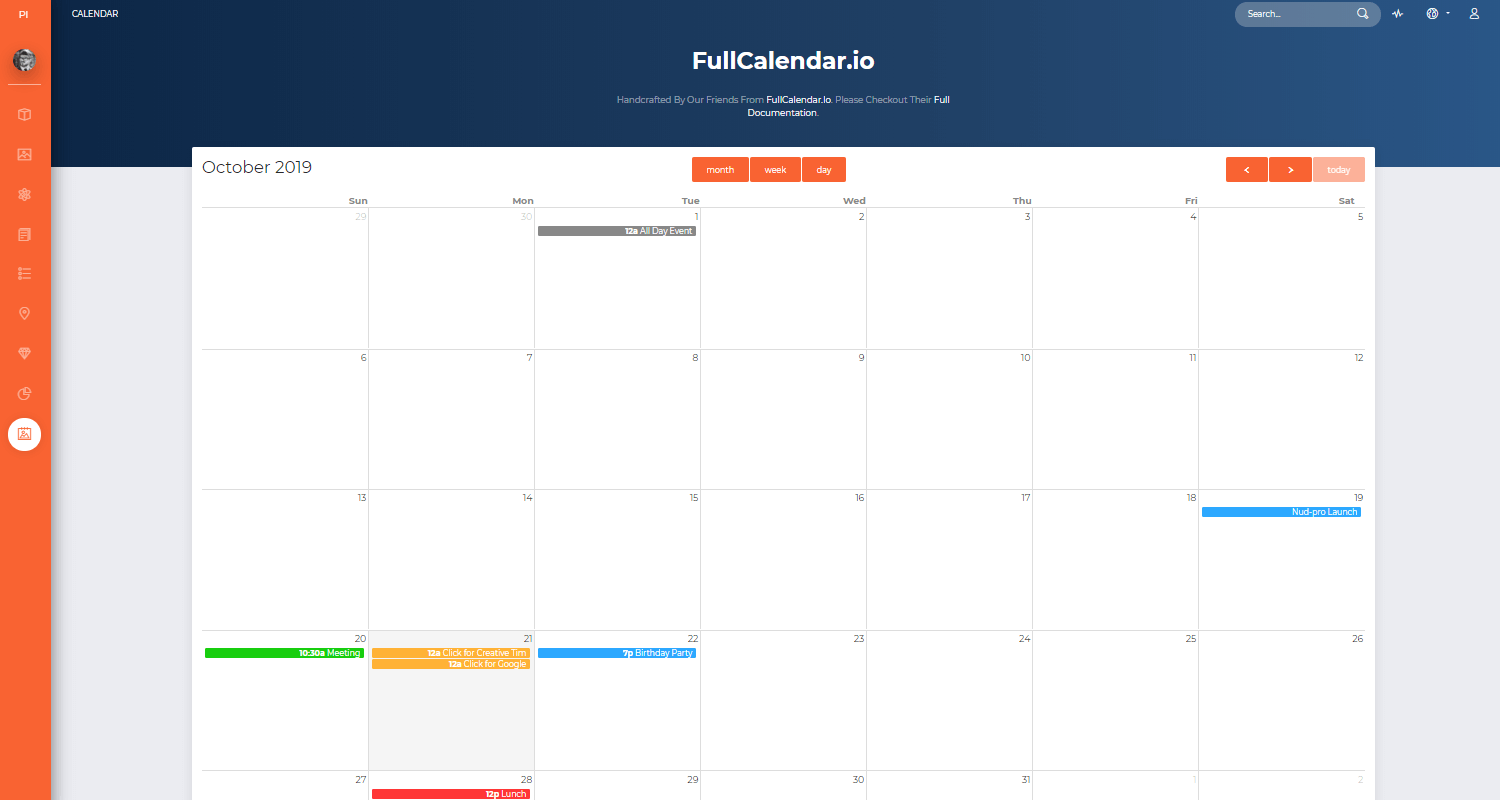 PI
CALENDAR
Search...
FullCalendar.io
Handcrafted By Our Friends From FullCalendar.Io. Please Checkout Their Full
Documentation.
October 2019
month week day
< > today
Sun Mon Tue Wed Thu Fri Sat
29 30 1 2 3 4 5
12a All Day Event
6 7 8 9 10 11 12
13 14 15 16 17 18 19
Nud-pro Launch
20 21 22 23 24 25 26
10:30a Meeting 12a Click for Creative Tim 7p Birthday Party
12a Click for Google
27 28 29 30 31 1 2
12p Lunch